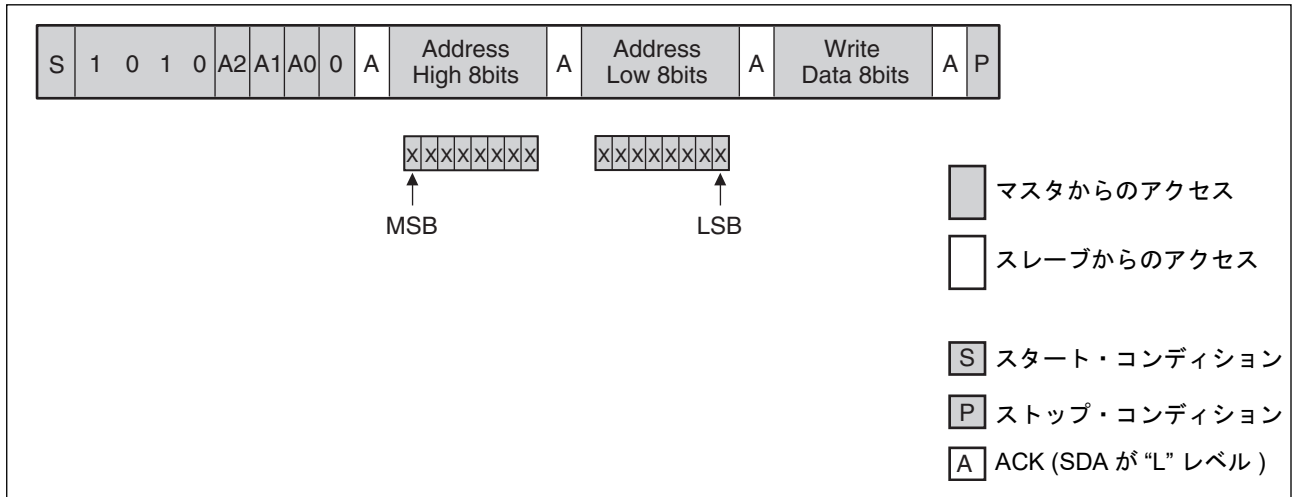 S 1 0 1 0 A2 A1 A0 0 A Address High 8bits A Address Low 8bits A Write Data 8bits A P
X X X X X X X X X X X X X X X X
MSB LSB
マスタからのアクセス
スレーブからのアクセス
S スタート・コンディション
P ストップ・コンディション
A ACK (SDA が “L” レベル )